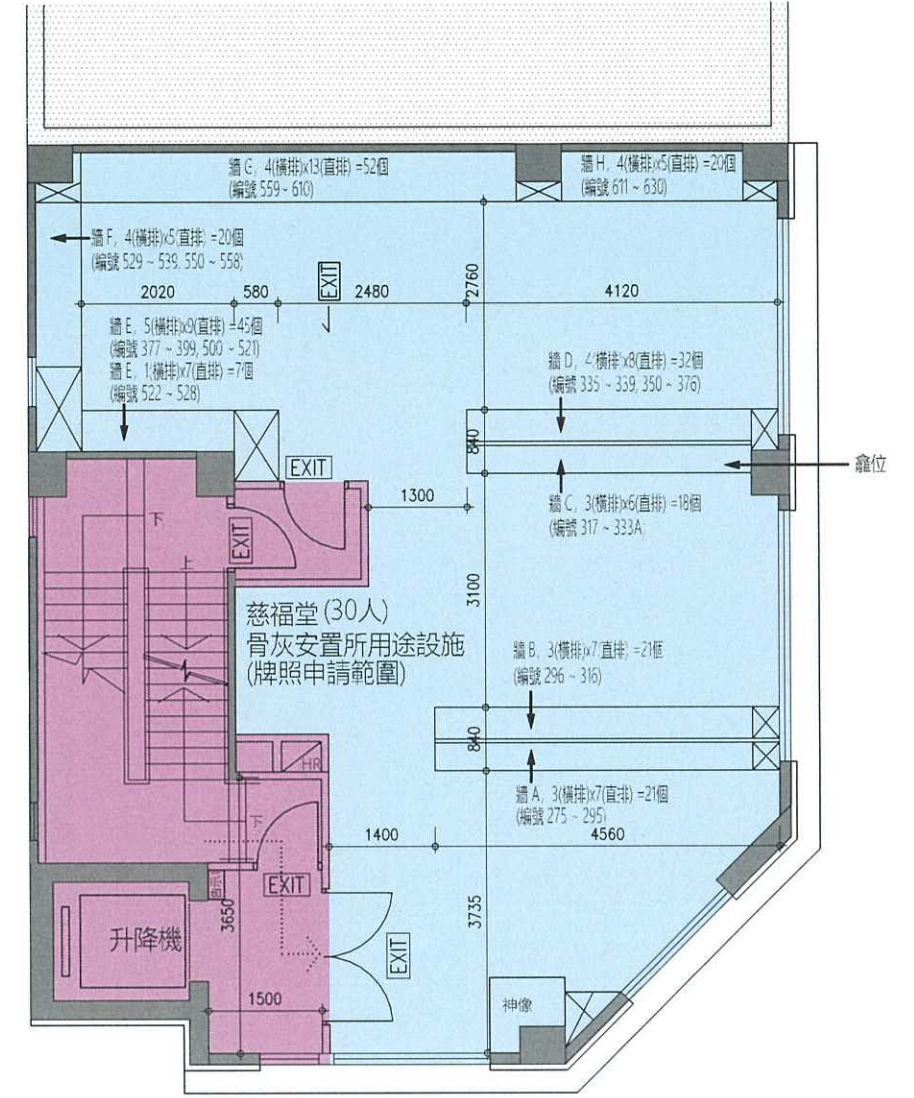 牆 G, 4(橫排)x13(直排) =52個
(編號 559 ~ 610)
牆 H, 4(橫排)x5(直排) =20個
(編號 611 ~ 630)
牆 F, 4(橫排)x5(直排) =20個
(編號 529 ~ 539, 550 ~ 558)
EXIT
2760
2020
580
2480
4120
牆 E, 5(橫排)x9(直排) =45個
(編號 377 ~ 399, 500 ~ 521)
牆 E, 1(橫排)x7(直排) =7個
(編號 522 ~ 528)
牆 D, 4(橫排)x8(直排) =32個
(編號 335 ~ 339, 350 ~ 376)
840
EXIT
龕位
1300
牆 C, 3(橫排)x6(直排) =18個
(編號 317 ~ 333A)
下
EXIT
上
3100
慈福堂 (30人)
骨灰安置所用途設施
(牌照申請範圍)
牆 B, 3(橫排)x7(直排) =21個
(編號 296 ~ 316)
840
HR
牆 A, 3(橫排)x7(直排) =21個
(編號 275 ~ 295)
下
1400
4560
EXIT
3650
3735
升降機
EXIT
1500
神像